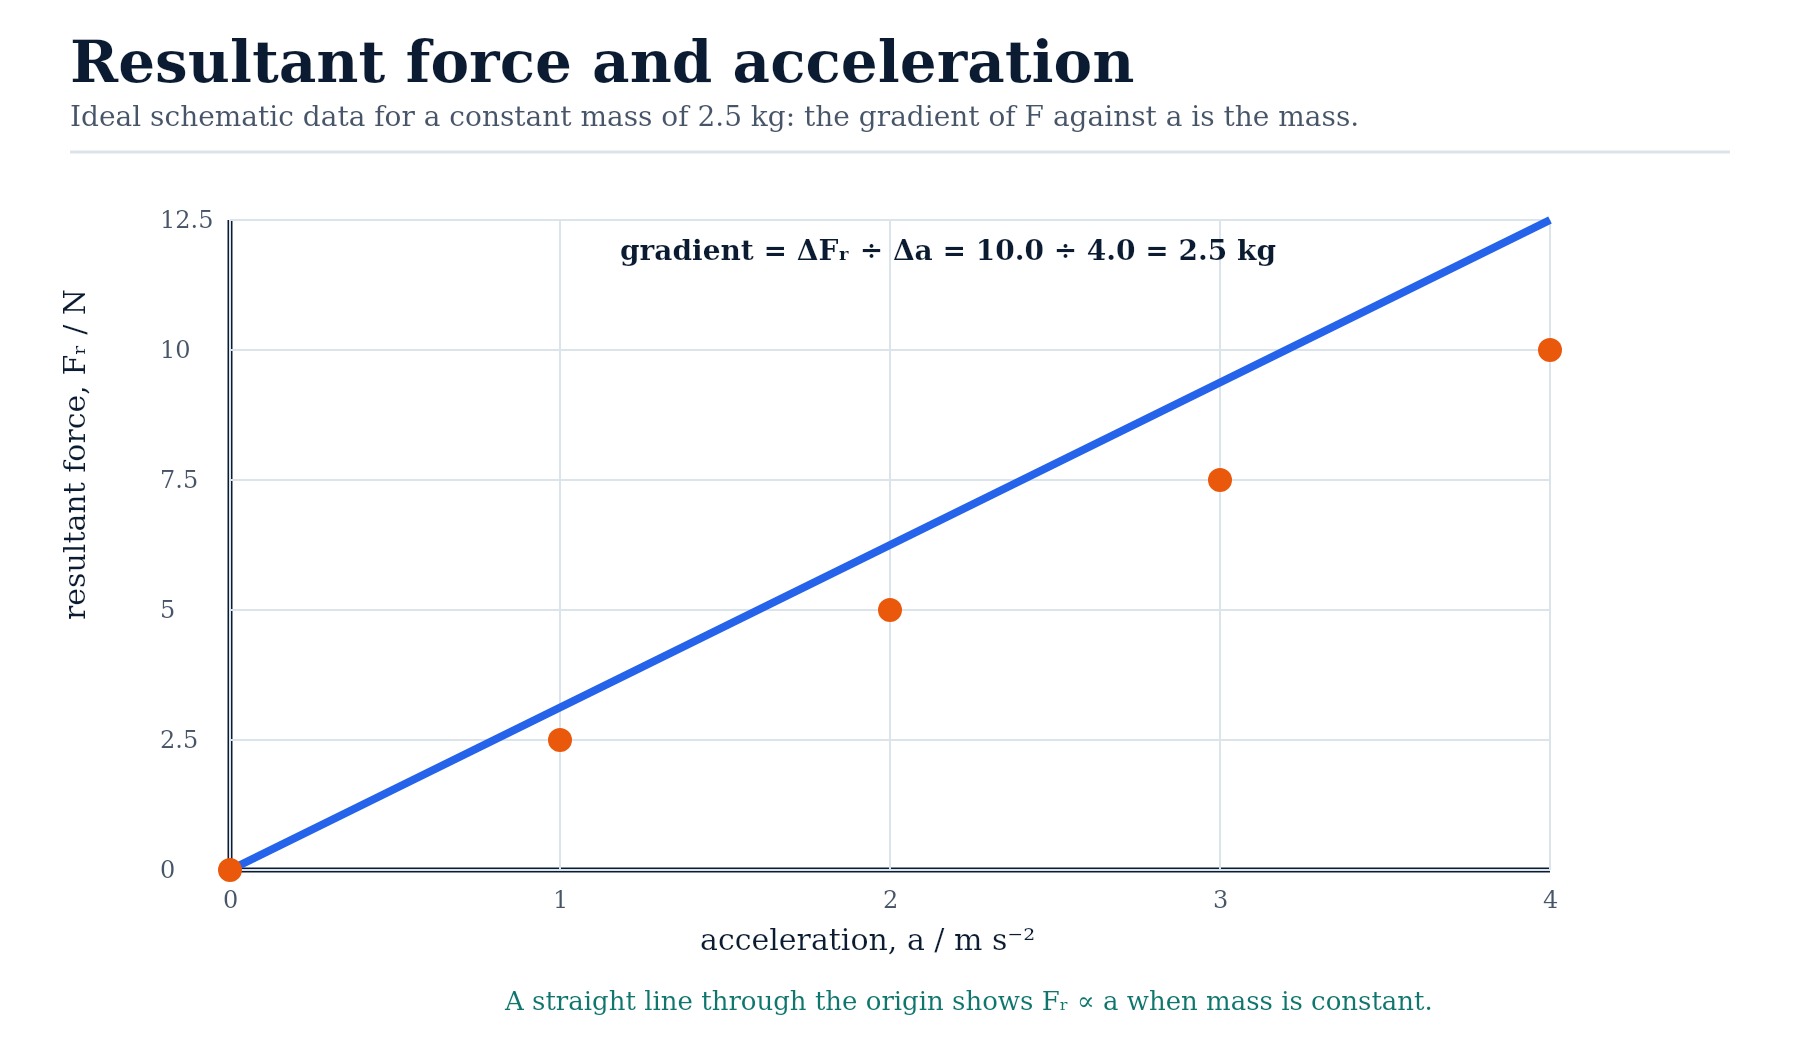 Resultant force and acceleration
Ideal schematic data for a constant mass of 2.5 kg: the gradient of F against a is the mass.
12.5
gradient = ΔFᵣ ÷ Δa = 10.0 ÷ 4.0 = 2.5 kg
resultant force, Fᵣ / N
10
7.5
5
2.5
0
0 1 2 3 4
acceleration, a / m s⁻²
A straight line through the origin shows Fᵣ ∝ a when mass is constant.